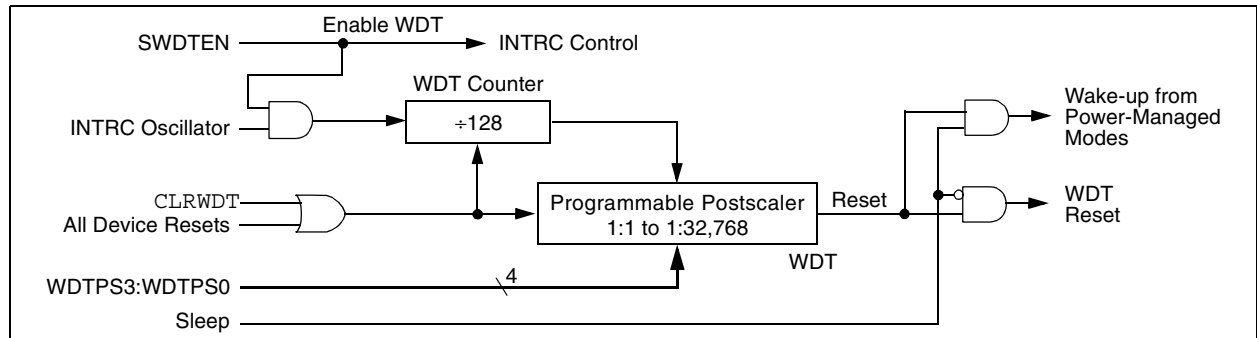 Enable WDT
SWDTEN
INTRC Control
WDT Counter
INTRC Oscillator
÷128
Wake-up from
Power-Managed
Modes
CLRWDT
All Device Resets
Programmable Postscaler
1:1 to 1:32,768
Reset
WDT
Reset
WDT
4
WDTPS3:WDTPS0
Sleep